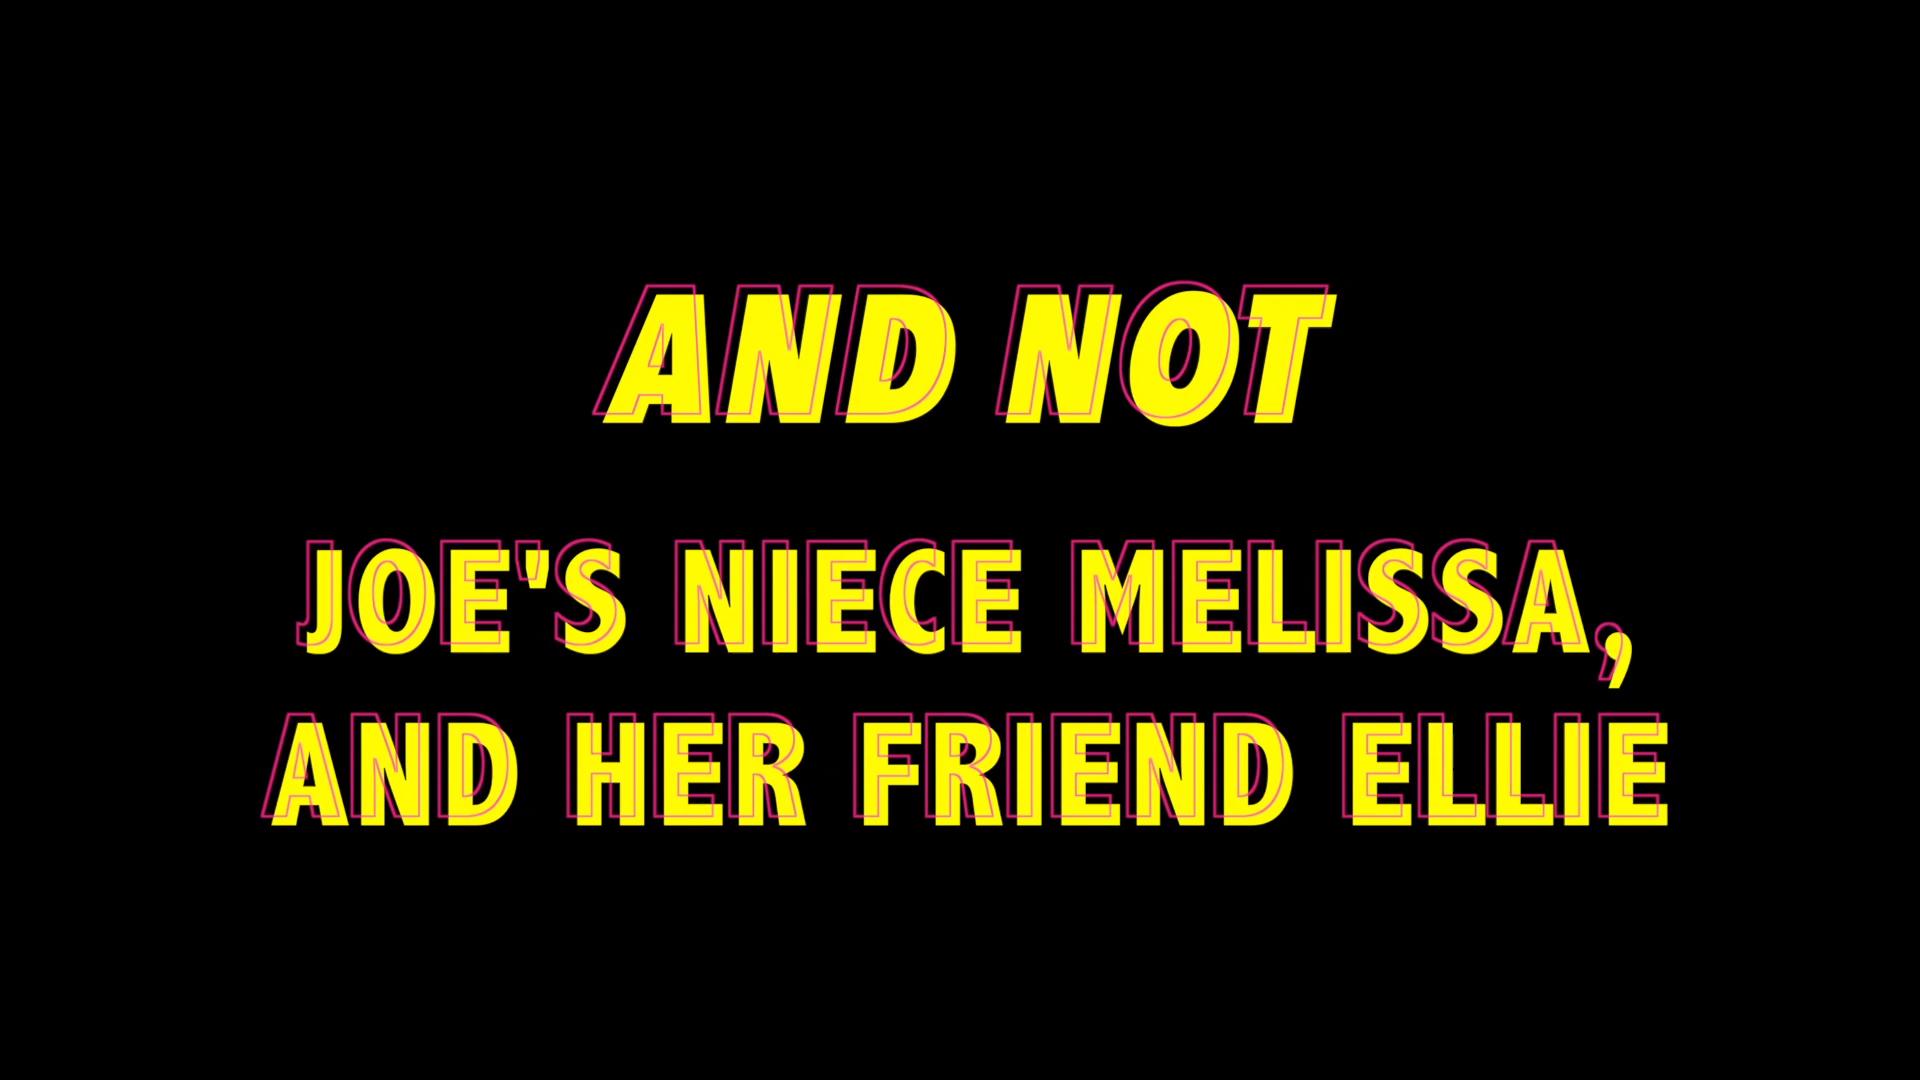 AND NOT
JOE'S NIECE MELISSA,
AND HER FRIEND ELLIE